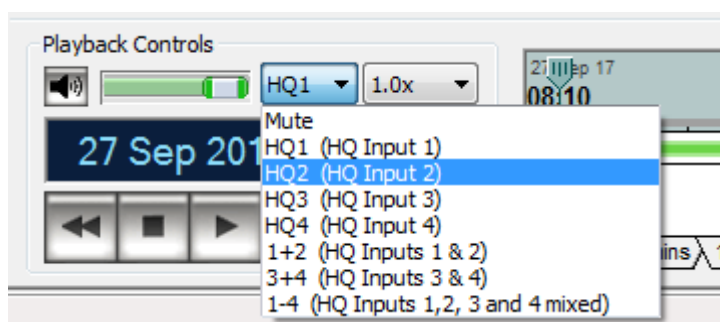 Playback Controls
HQ1 1.0x
27 Sep 17
08:10
27 Sep 201
Mute
HQ1 (HQ Input 1)
HQ2 (HQ Input 2)
HQ3 (HQ Input 3)
HQ4 (HQ Input 4)
1+2 (HQ Inputs 1 & 2)
3+4 (HQ Inputs 3 & 4)
1-4 (HQ Inputs 1,2, 3 and 4 mixed)
ins